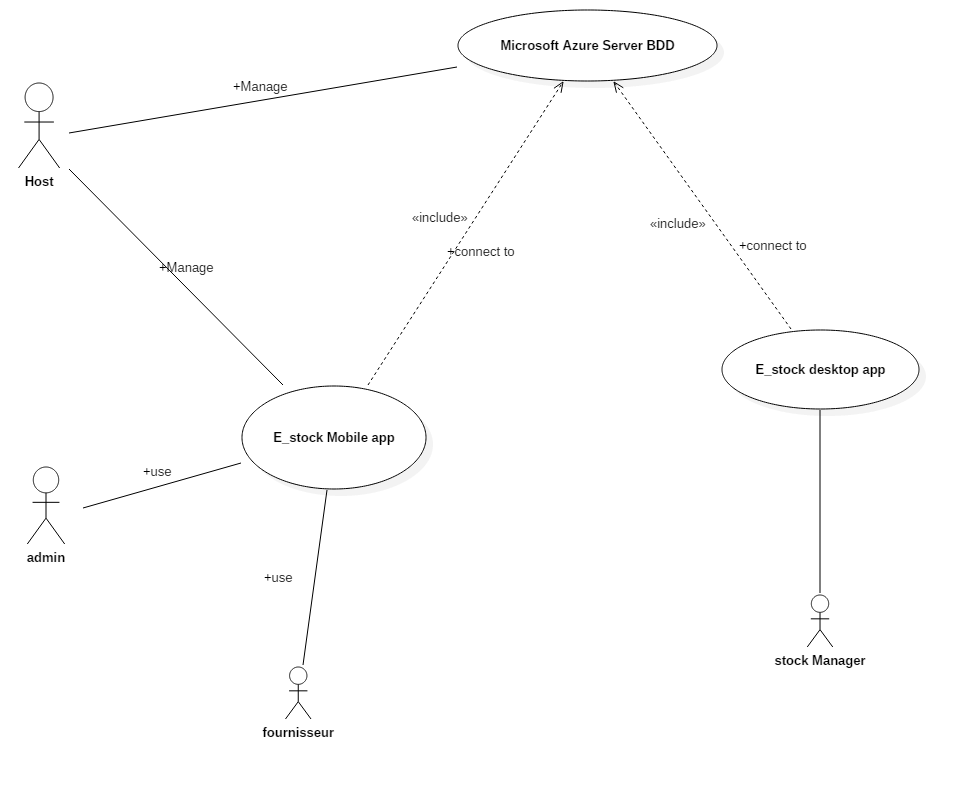 Microsoft Azure Server BDD
+Manage
Host
«include»
«include»
+connect to
+connect to
+Manage
E_stock desktop app
E_stock Mobile app
+use
admin
+use
stock Manager
fournisseur